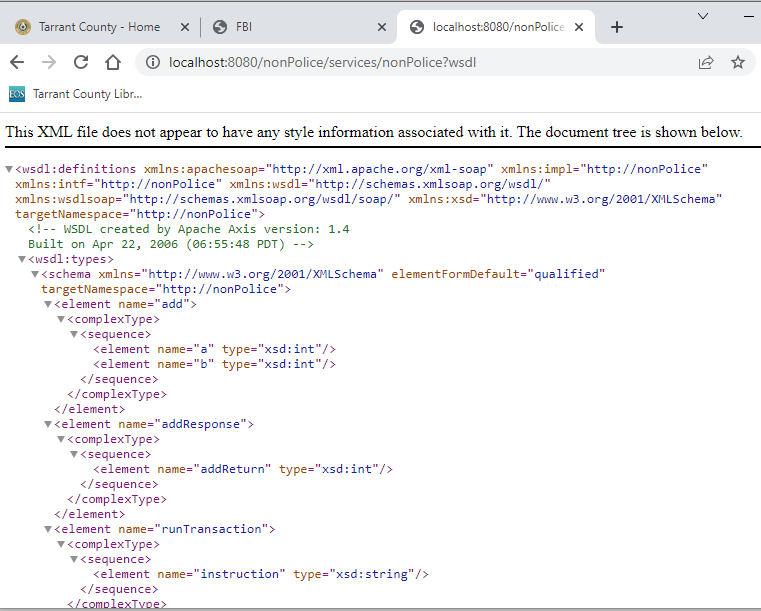 Tarrant County - Home
FBI
localhost:8080/nonPolice
localhost:8080/nonPolice/services/nonPolice?wsdl
EOS Tarrant County Libr...
This XML file does not appear to have any style information associated with it. The document tree is shown below.
<wsdl:definitions xmlns:apachesoap="http://xml.apache.org/xml-soap" xmlns:impl="http://nonPolice"
xmlns:intf="http://nonPolice" xmlns:wsdl="http://schemas.xmlsoap.org/wsdl/"
xmlns:wsdlsoap="http://schemas.xmlsoap.org/wsdl/soap/" xmlns:xsd="http://www.w3.org/2001/XMLSchema"
targetNamespace="http://nonPolice">
<!-- WSDL created by Apache Axis version: 1.4
Built on Apr 22, 2006 (06:55:48 PDT) -->
<wsdl:types>
<schema xmlns="http://www.w3.org/2001/XMLSchema" elementFormDefault="qualified"
targetNamespace="http://nonPolice">
<element name="add">
<complexType>
<sequence>
<element name="a" type="xsd:int"/>
<element name="b" type="xsd:int"/>
</sequence>
</complexType>
</element>
<element name="addResponse">
<complexType>
<sequence>
<element name="addReturn" type="xsd:int"/>
</sequence>
</complexType>
</element>
<element name="runTransaction">
<complexType>
<sequence>
<element name="instruction" type="xsd:string"/>
</sequence>
</complexType>